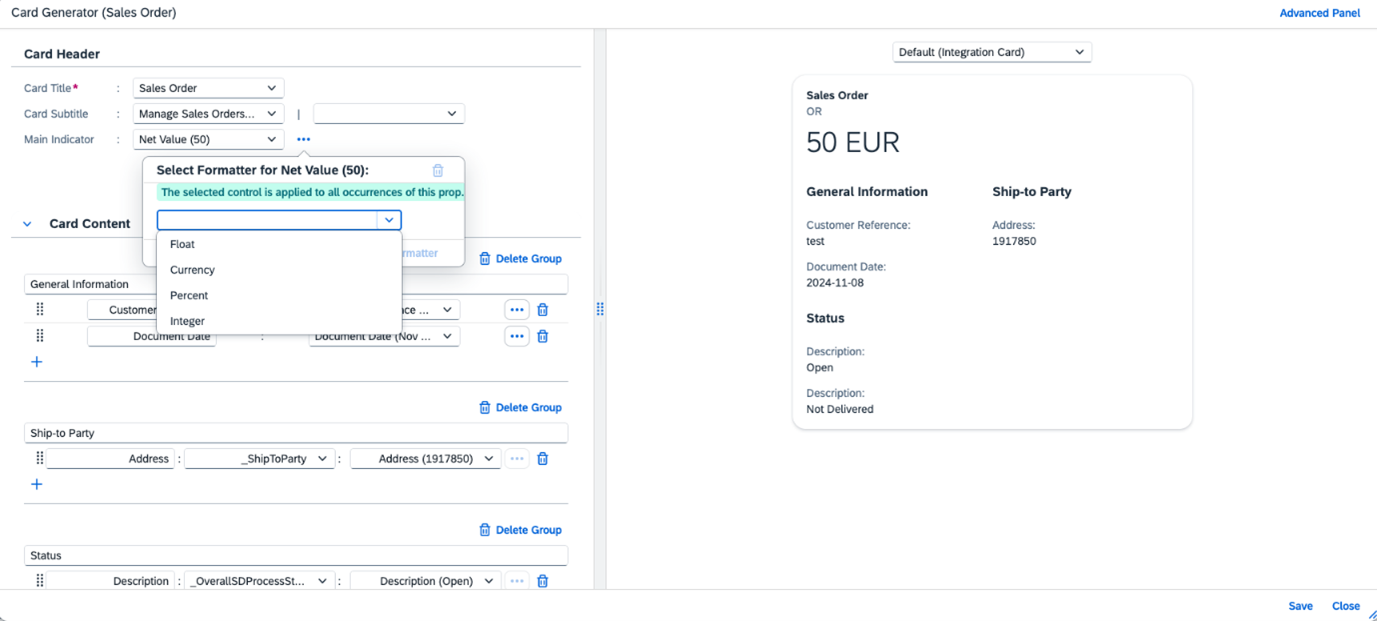 Card Generator (Sales Order)
Advanced Panel
Card Header
Card Title* : Sales Order
Card Subtitle : Manage Sales Orders... |
Main Indicator : Net Value (50) •••
Select Formatter for Net Value (50):
The selected control is applied to all occurrences of this prop.
Float
Currency
Percent
Integer
rmatter
Card Content
Delete Group
General Information
Customer nce ...
Document Date : Document Date (Nov ...
Delete Group
Ship-to Party
Address : _ShipToParty : Address (1917850)
Delete Group
Status
Description : _OverallSDProcessSt... : Description (Open)
Default (Integration Card)
Sales Order
OR
50 EUR
General Information
Customer Reference:
test
Document Date:
2024-11-08
Ship-to Party
Address:
1917850
Status
Description:
Open
Description:
Not Delivered
Save Close